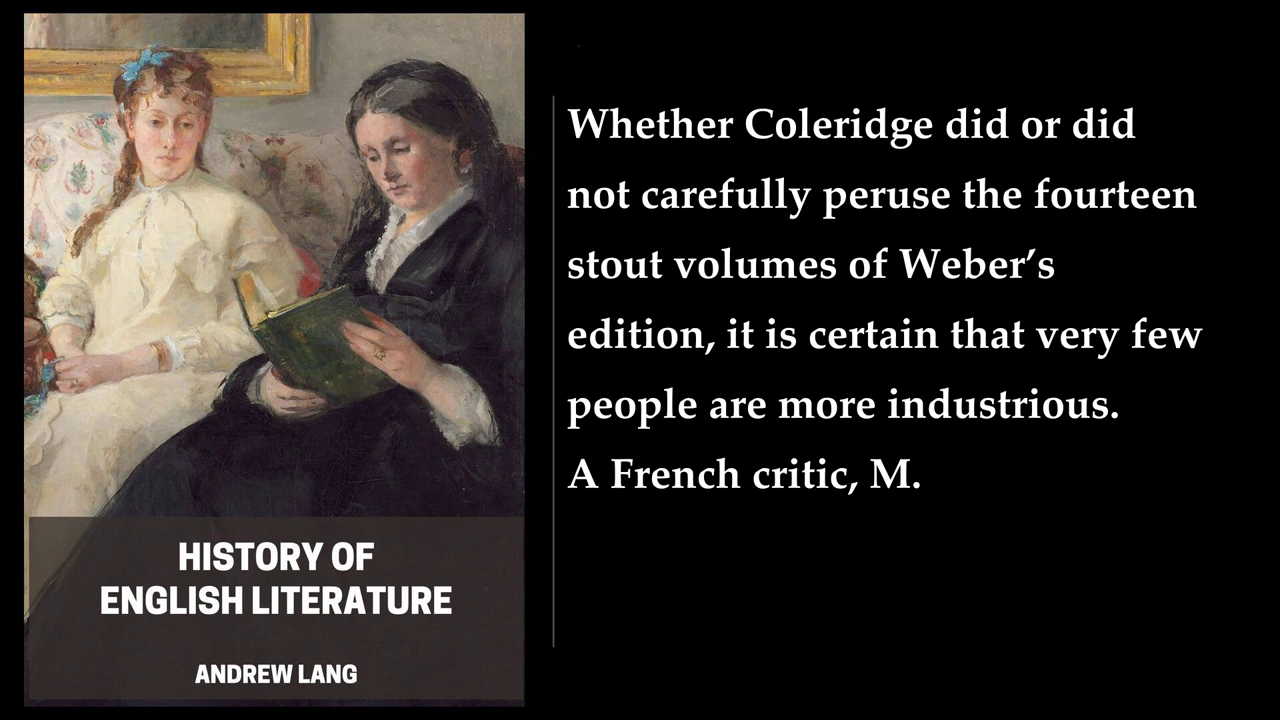 HISTORY OF
ENGLISH LITERATURE
ANDREW LANG
Whether Coleridge did or did
not carefully peruse the fourteen
stout volumes of Weber’s
edition, it is certain that very few
people are more industrious.
A French critic, M.